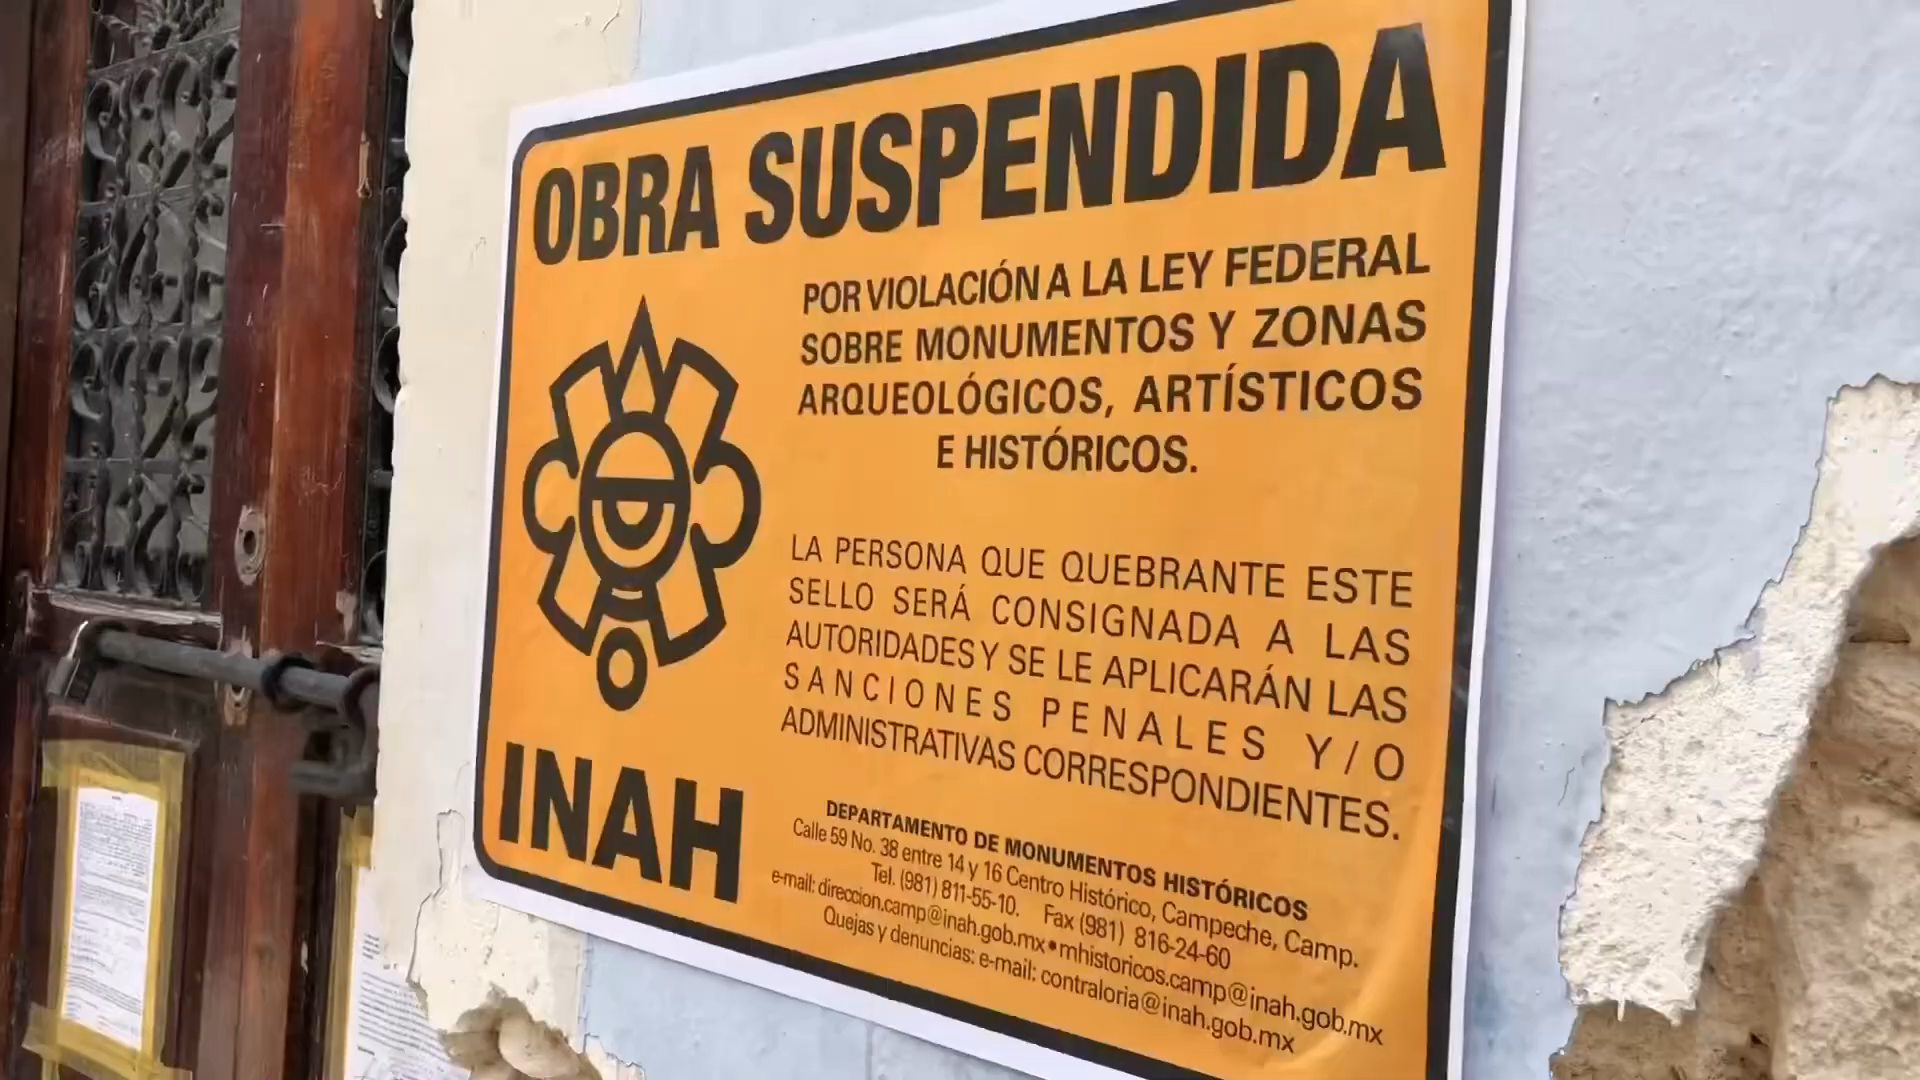 OBRA SUSPENDIDA
POR VIOLACIÓN A LA LEY FEDERAL
SOBRE MONUMENTOS Y ZONAS
ARQUEOLÓGICOS, ARTÍSTICOS
E HISTÓRICOS.
LA PERSONA QUE QUEBRANTE ESTE
SELLO SERÁ CONSIGNADA A LAS
AUTORIDADES Y SE LE APLICARÁN LAS
SANCIONES PENALES Y/O
ADMINISTRATIVAS CORRESPONDIENTES.
INAH
DEPARTAMENTO DE MONUMENTOS HISTÓRICOS
Calle 59 No. 38 entre 14 y 16 Centro Histórico, Campeche, Camp.
Tel. (981) 811-55-10. Fax (981) 816-24-60
e-mail: direccion.camp@inah.gob.mx•mhistoricos.camp@inah.gob.mx
Quejas y denuncias: e-mail: contraloria@inah.gob.mx